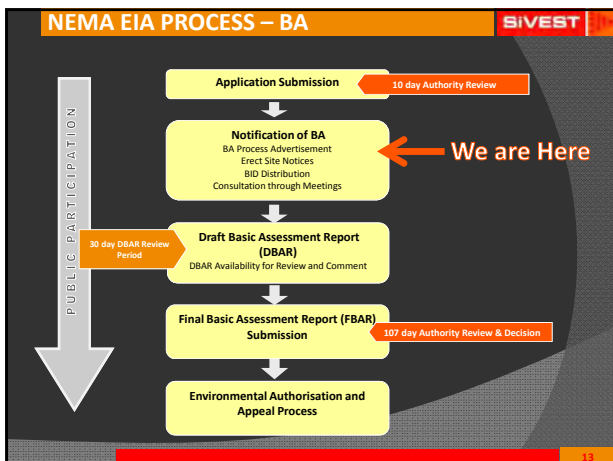 NEMA EIA PROCESS – BA
SiVEST
Application Submission
10 day Authority Review
Notification of BA
BA Process Advertisement
Erect Site Notices
BID Distribution
Consultation through Meetings
We are Here
PUBLIC PARTICIPATION
30 day DBAR Review
Period
Draft Basic Assessment Report
(DBAR)
DBAR Availability for Review and Comment
Final Basic Assessment Report (FBAR)
Submission
107 day Authority Review & Decision
Environmental Authorisation and
Appeal Process
13